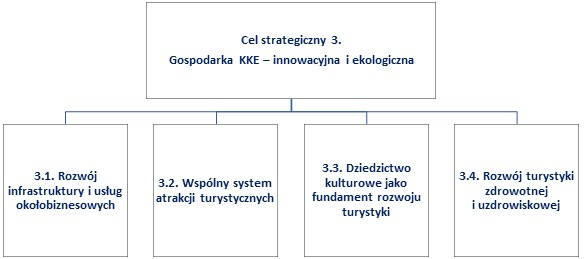 Cel strategiczny 3.
Gospodarka KKE – innowacyjna i ekologiczna
3.1. Rozwój
infrastruktury i usług
okołobiznesowych
3.2. Wspólny system
atrakcji turystycznych
3.3. Dziedzictwo
kulturowe jako
fundament rozwoju
turystyki
3.4. Rozwój turystyki
zdrowotnej
i uzdrowiskowej